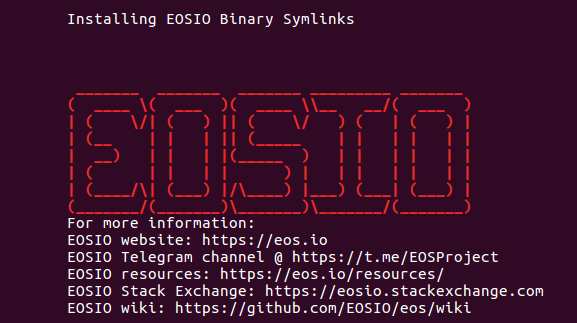 Installing EOSIO Binary Symlinks
EOSIO
For more information:
EOSIO website: https://eos.io
EOSIO Telegram channel @ https://t.me/EOSProject
EOSIO resources: https://eos.io/resources/
EOSIO Stack Exchange: https://eosio.stackexchange.com
EOSIO wiki: https://github.com/EOSIO/eos/wiki